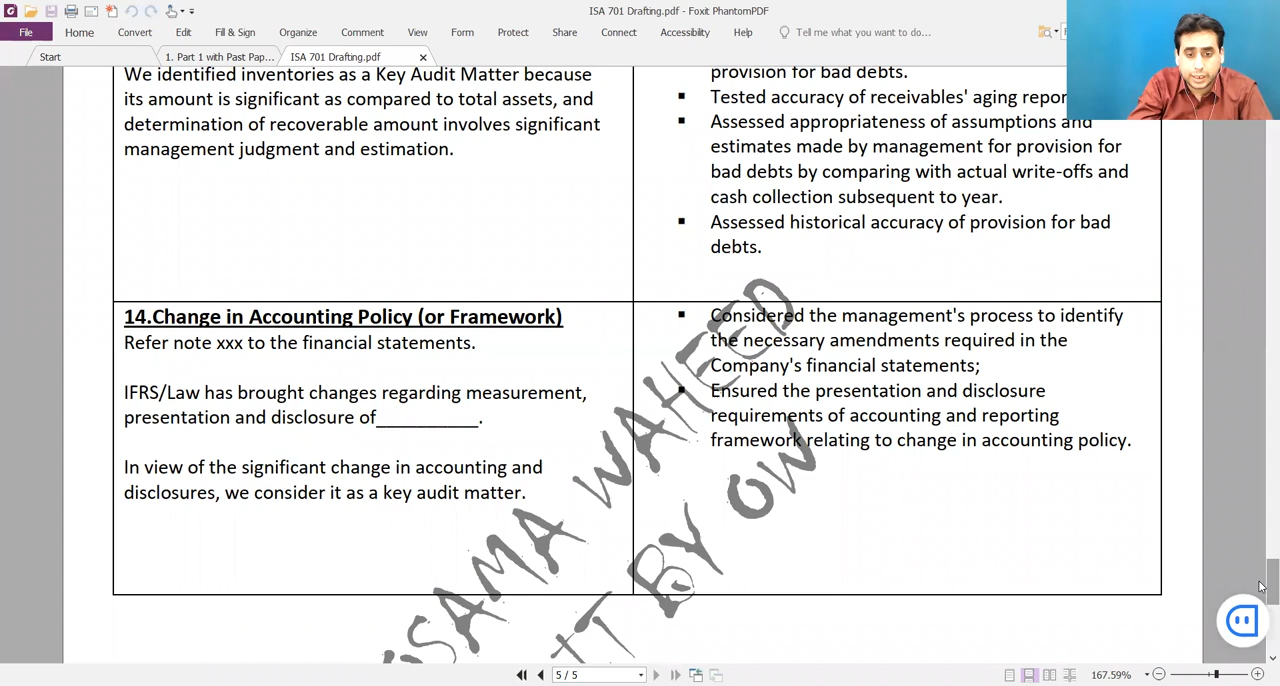 ISA 701 Drafting.pdf - Foxit PhantomPDF
File Home Convert Edit Fill & Sign Organize Comment View Form Protect Share Connect Accessibility Help Tell me what you want to do...
Start 1. Part 1 with Past Pap... ISA 701 Drafting.pdf
We identified inventories as a Key Audit Matter because
its amount is significant as compared to total assets, and
determination of recoverable amount involves significant
management judgment and estimation.
provision for bad debts.
▪ Tested accuracy of receivables' aging repor
▪ Assessed appropriateness of assumptions and
estimates made by management for provision for
bad debts by comparing with actual write-offs and
cash collection subsequent to year.
▪ Assessed historical accuracy of provision for bad
debts.
14.Change in Accounting Policy (or Framework)
Refer note xxx to the financial statements.
IFRS/Law has brought changes regarding measurement,
presentation and disclosure of__________.
In view of the significant change in accounting and
disclosures, we consider it as a key audit matter.
▪ Considered the management's process to identify
the necessary amendments required in the
Company's financial statements;
▪ Ensured the presentation and disclosure
requirements of accounting and reporting
framework relating to change in accounting policy.
WAHEED
BY OW
5 / 5
167.59%